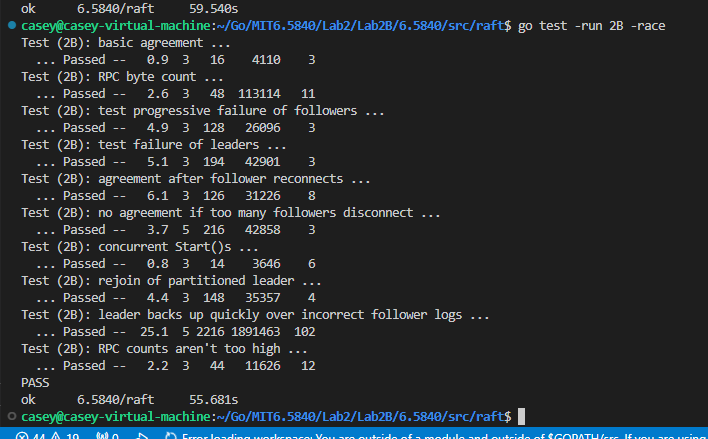 ok      6.5840/raft     59.540s
casey@casey-virtual-machine:~/Go/MIT6.5840/Lab2/Lab2B/6.5840/src/raft$ go test -run 2B -race
Test (2B): basic agreement ...
  ... Passed --   0.9  3   16    4110    3
Test (2B): RPC byte count ...
  ... Passed --   2.6  3   48  113114   11
Test (2B): test progressive failure of followers ...
  ... Passed --   4.9  3  128   26096    3
Test (2B): test failure of leaders ...
  ... Passed --   5.1  3  194   42901    3
Test (2B): agreement after follower reconnects ...
  ... Passed --   6.1  3  126   31226    8
Test (2B): no agreement if too many followers disconnect ...
  ... Passed --   3.7  5  216   42858    3
Test (2B): concurrent Start()s ...
  ... Passed --   0.8  3   14    3646    6
Test (2B): rejoin of partitioned leader ...
  ... Passed --   4.4  3  148   35357    4
Test (2B): leader backs up quickly over incorrect follower logs ...
  ... Passed --  25.1  5 2216 1891463  102
Test (2B): RPC counts aren't too high ...
  ... Passed --   2.2  3   44   11626   12
PASS
ok      6.5840/raft     55.681s
casey@casey-virtual-machine:~/Go/MIT6.5840/Lab2/Lab2B/6.5840/src/raft$
44 19 0 Error loading workspace: You are outside of a module and outside of $GOPATH/src. If you are using